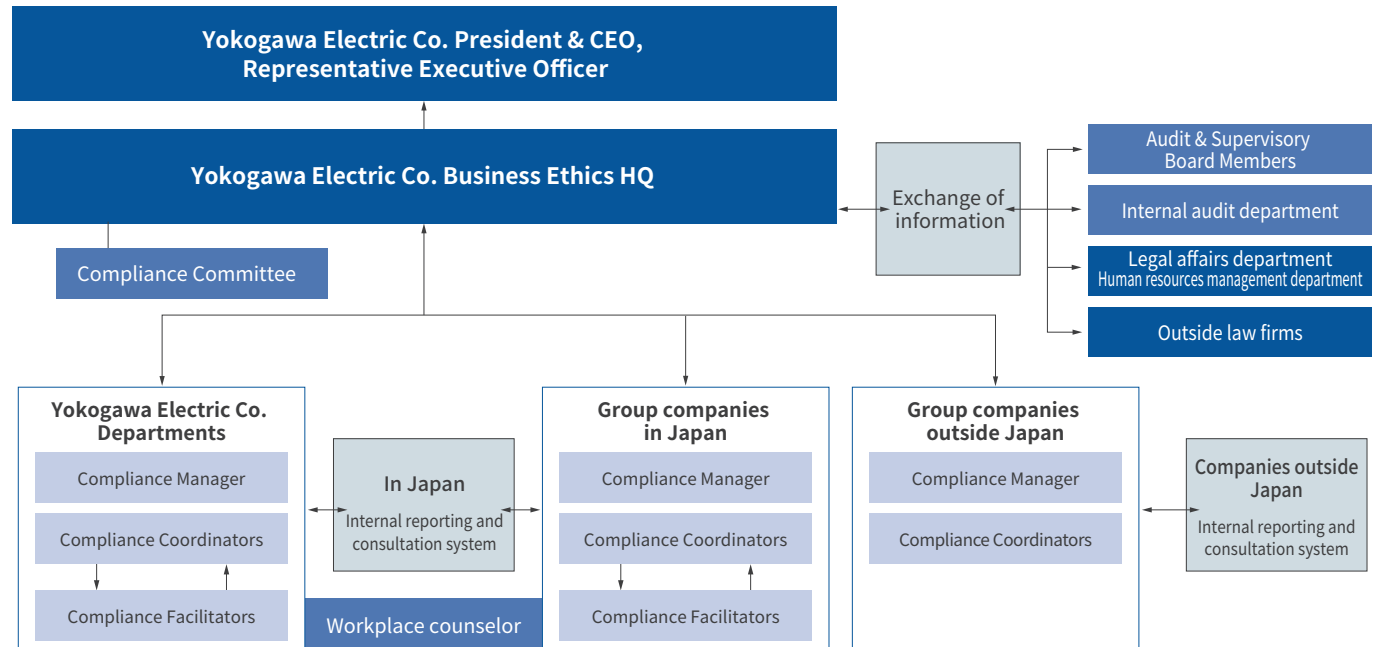 Yokogawa Electric Co. President & CEO,
Representative Executive Officer
Yokogawa Electric Co. Business Ethics HQ
Compliance Committee
Exchange of
information
Audit & Supervisory
Board Members
Internal audit department
Legal affairs department
Human resources management department
Outside law firms
Yokogawa Electric Co.
Departments
Compliance Manager
Compliance Coordinators
Compliance Facilitators
In Japan
Internal reporting and
consultation system
Workplace counselor
Group companies
in Japan
Compliance Manager
Compliance Coordinators
Compliance Facilitators
Group companies
outside Japan
Compliance Manager
Compliance Coordinators
Companies outside
Japan
Internal reporting and
consultation system